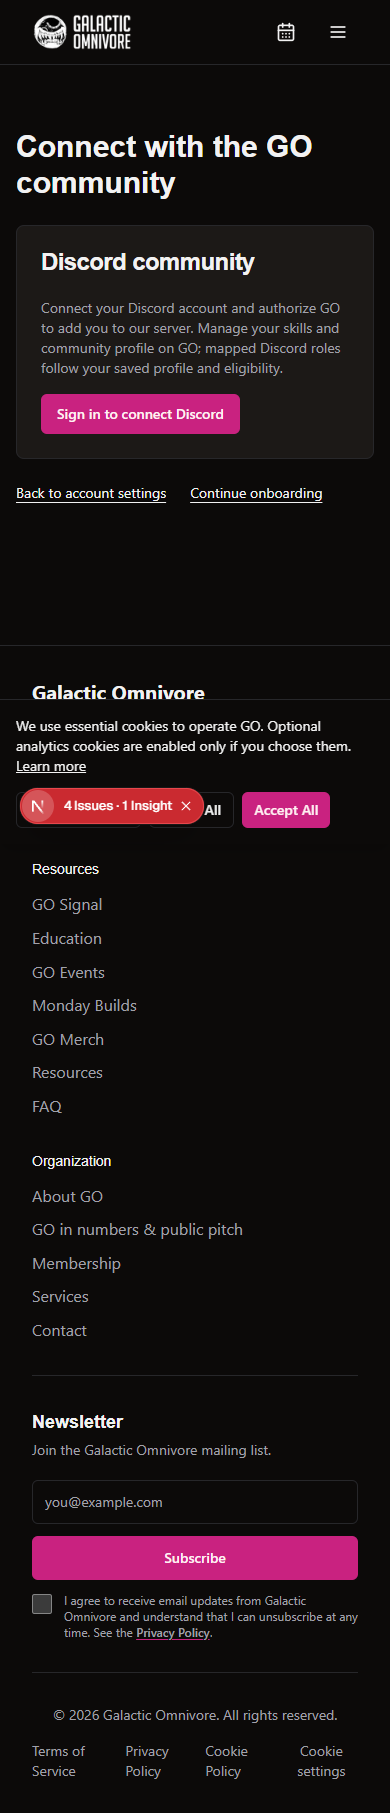 GALACTIC
OMNIVORE
Connect with the GO
community
Discord community
Connect your Discord account and authorize GO
to add you to our server. Manage your skills and
community profile on GO; mapped Discord roles
follow your saved profile and eligibility.
Sign in to connect Discord
Back to account settings
Continue onboarding
Galactic Omnivore
We use essential cookies to operate GO. Optional
analytics cookies are enabled only if you choose them.
Learn more
N
4 Issues · 1 Insight
All
Accept All
Resources
GO Signal
Education
GO Events
Monday Builds
GO Merch
Resources
FAQ
Organization
About GO
GO in numbers & public pitch
Membership
Services
Contact
Newsletter
Join the Galactic Omnivore mailing list.
you@example.com
Subscribe
I agree to receive email updates from Galactic
Omnivore and understand that I can unsubscribe at any
time. See the Privacy Policy.
© 2026 Galactic Omnivore. All rights reserved.
Terms of
Service
Privacy
Policy
Cookie
Policy
Cookie
settings